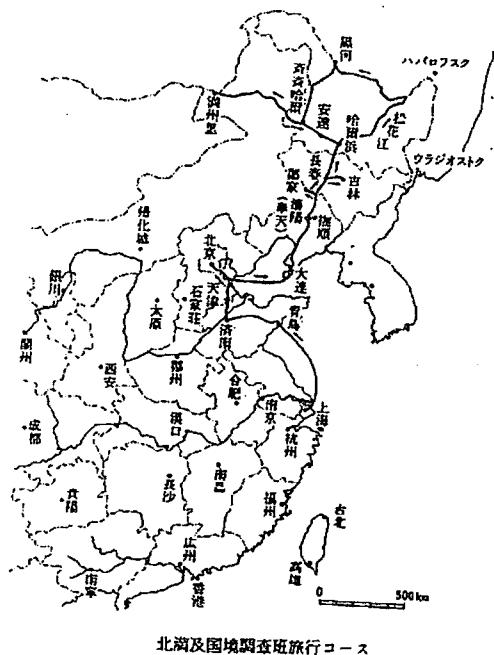 嫩河
ハバロフスク
斉斉哈爾
満州里
安達
哈爾浜
松花江
ウラジオストク
長春
吉林
瀋陽
(奉天)
撫順
帰化城
北京
天津
大連
銀川
太原
石家荘
済南
青島
蘭州
西安
鄭州
合肥
南京
上海
成都
漢口
杭州
貴陽
長沙
南昌
福州
台北
広州
高雄
南寧
香港
0 500km
北満及国境調査班旅行コース